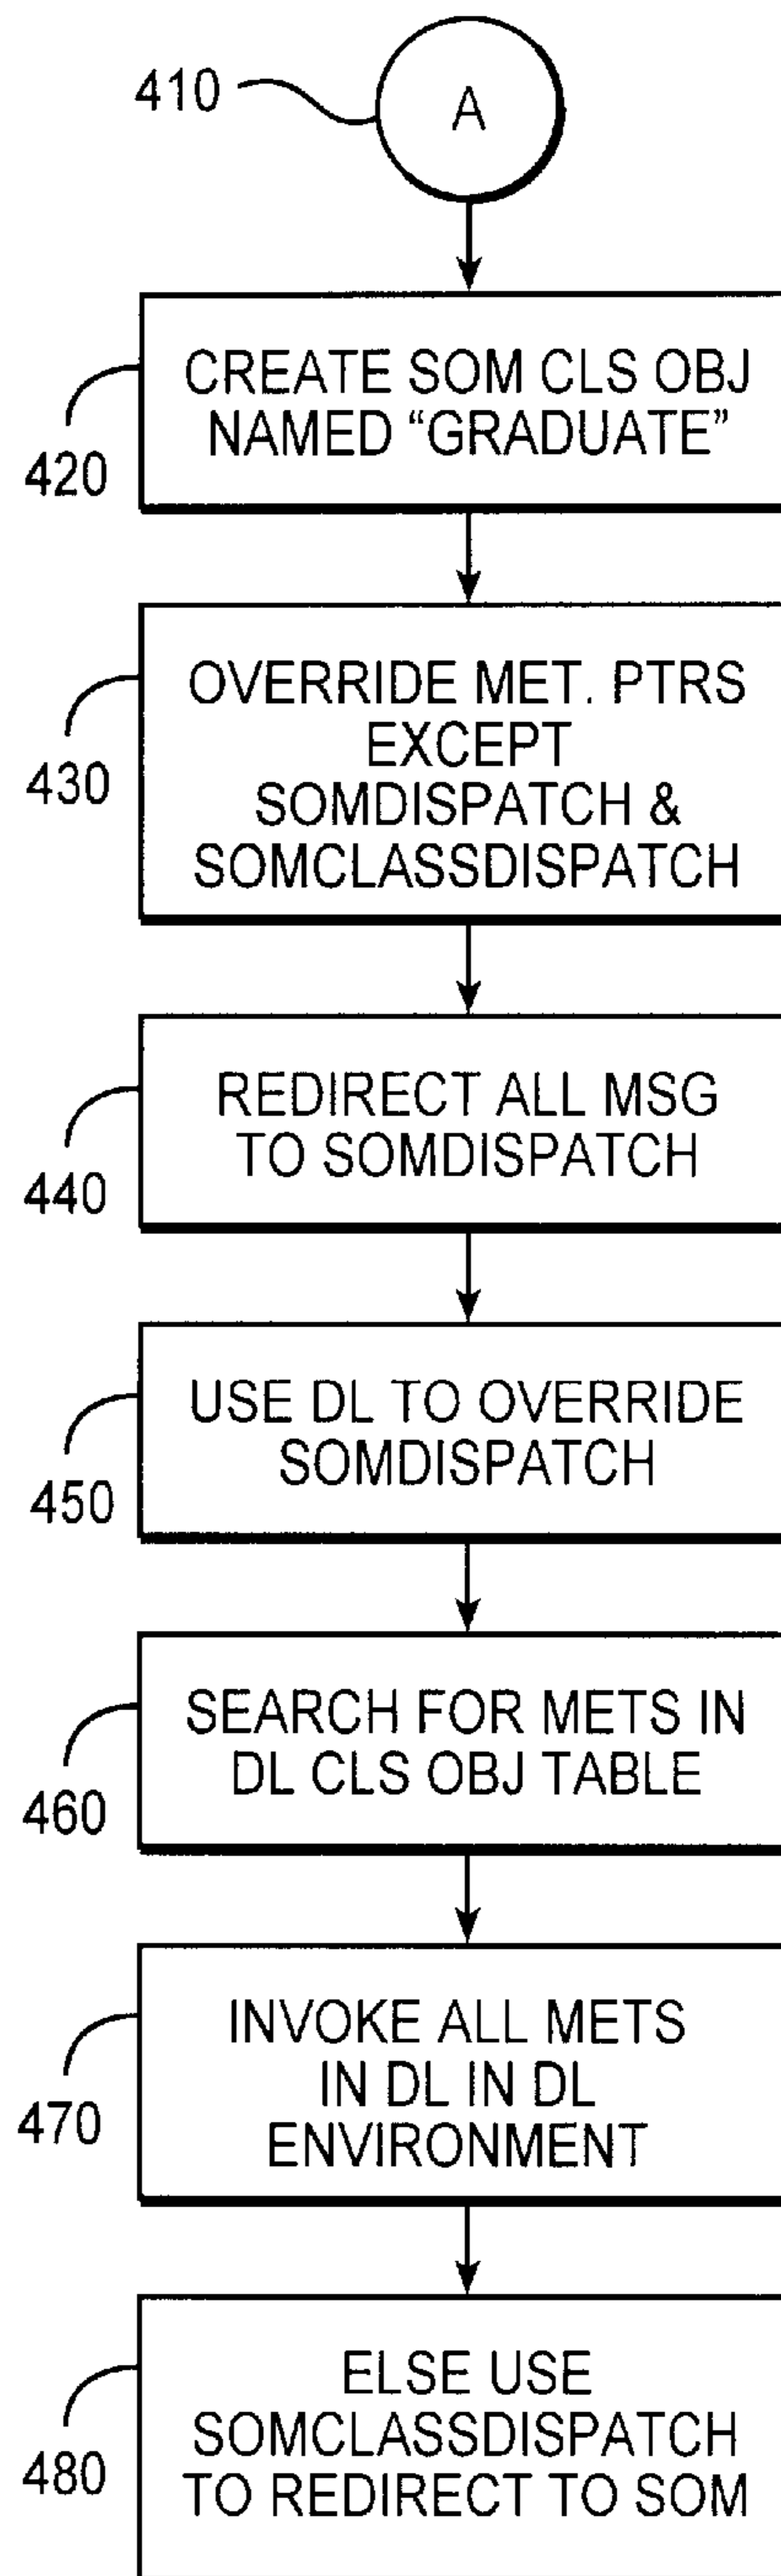 410
A
420
CREATE SOM CLS OBJ
NAMED “GRADUATE”
430
OVERRIDE MET. PTRS
EXCEPT
SOMDISPATCH &
SOMCLASSDISPATCH
440
REDIRECT ALL MSG
TO SOMDISPATCH
450
USE DL TO OVERRIDE
SOMDISPATCH
460
SEARCH FOR METS IN
DL CLS OBJ TABLE
470
INVOKE ALL METS
IN DL IN DL
ENVIRONMENT
480
ELSE USE
SOMCLASSDISPATCH
TO REDIRECT TO SOM